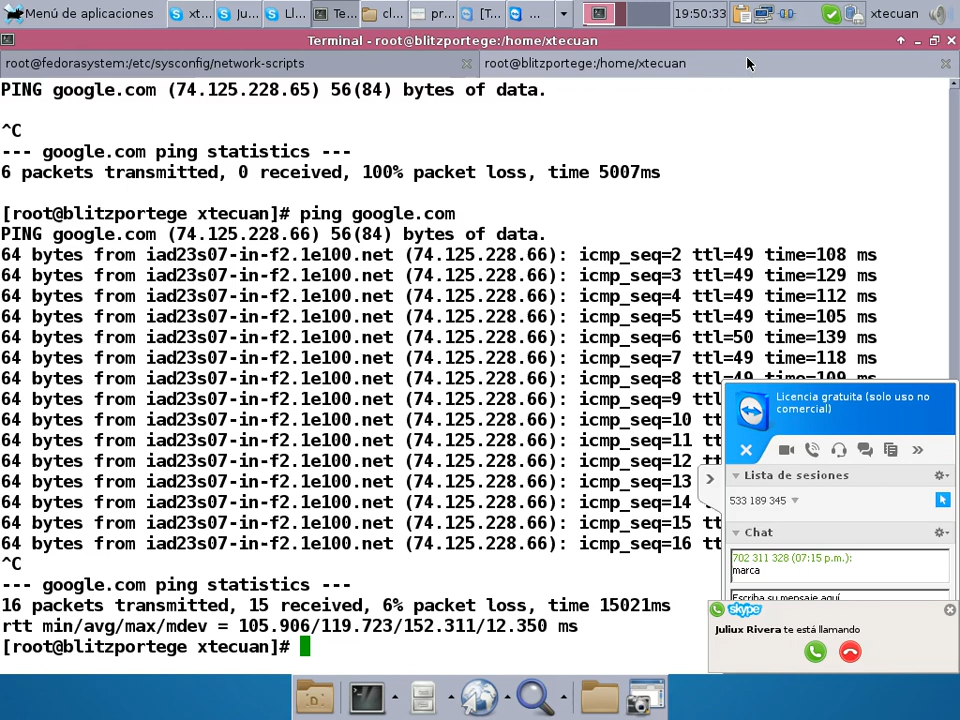 Menú de aplicaciones
xt...
Ju...
Ll...
Te...
cl...
pr...
[T...
...
19:50:33
xtecuan
Terminal - root@blitzportege:/home/xtecuan
root@fedorasystem:/etc/sysconfig/network-scripts
root@blitzportege:/home/xtecuan
PING google.com (74.125.228.65) 56(84) bytes of data.
^C
--- google.com ping statistics ---
6 packets transmitted, 0 received, 100% packet loss, time 5007ms
[root@blitzportege xtecuan]# ping google.com
PING google.com (74.125.228.66) 56(84) bytes of data.
64 bytes from iad23s07-in-f2.1e100.net (74.125.228.66): icmp_seq=2 ttl=49 time=108 ms
64 bytes from iad23s07-in-f2.1e100.net (74.125.228.66): icmp_seq=3 ttl=49 time=129 ms
64 bytes from iad23s07-in-f2.1e100.net (74.125.228.66): icmp_seq=4 ttl=49 time=112 ms
64 bytes from iad23s07-in-f2.1e100.net (74.125.228.66): icmp_seq=5 ttl=49 time=105 ms
64 bytes from iad23s07-in-f2.1e100.net (74.125.228.66): icmp_seq=6 ttl=50 time=139 ms
64 bytes from iad23s07-in-f2.1e100.net (74.125.228.66): icmp_seq=7 ttl=49 time=118 ms
64 bytes from iad23s07-in-f2.1e100.net (74.125.228.66): icmp_seq=8 ttl=49 time=109 ms
64 bytes from iad23s07-in-f2.1e100.net (74.125.228.66): icmp_seq=9 tt
64 bytes from iad23s07-in-f2.1e100.net (74.125.228.66): icmp_seq=10 tt
64 bytes from iad23s07-in-f2.1e100.net (74.125.228.66): icmp_seq=11 tt
64 bytes from iad23s07-in-f2.1e100.net (74.125.228.66): icmp_seq=12 tt
64 bytes from iad23s07-in-f2.1e100.net (74.125.228.66): icmp_seq=13
64 bytes from iad23s07-in-f2.1e100.net (74.125.228.66): icmp_seq=14
64 bytes from iad23s07-in-f2.1e100.net (74.125.228.66): icmp_seq=15 tt
64 bytes from iad23s07-in-f2.1e100.net (74.125.228.66): icmp_seq=16 tt
^C
--- google.com ping statistics ---
16 packets transmitted, 15 received, 6% packet loss, time 15021ms
rtt min/avg/max/mdev = 105.906/119.723/152.311/12.350 ms
[root@blitzportege xtecuan]#
Licencia gratuita (solo uso no
comercial)
Lista de sesiones
533 189 345
Chat
702 311 328 (07:15 p.m.):
marca
Escriba su mensaje aquí
skype
Juliux Rivera te está llamando